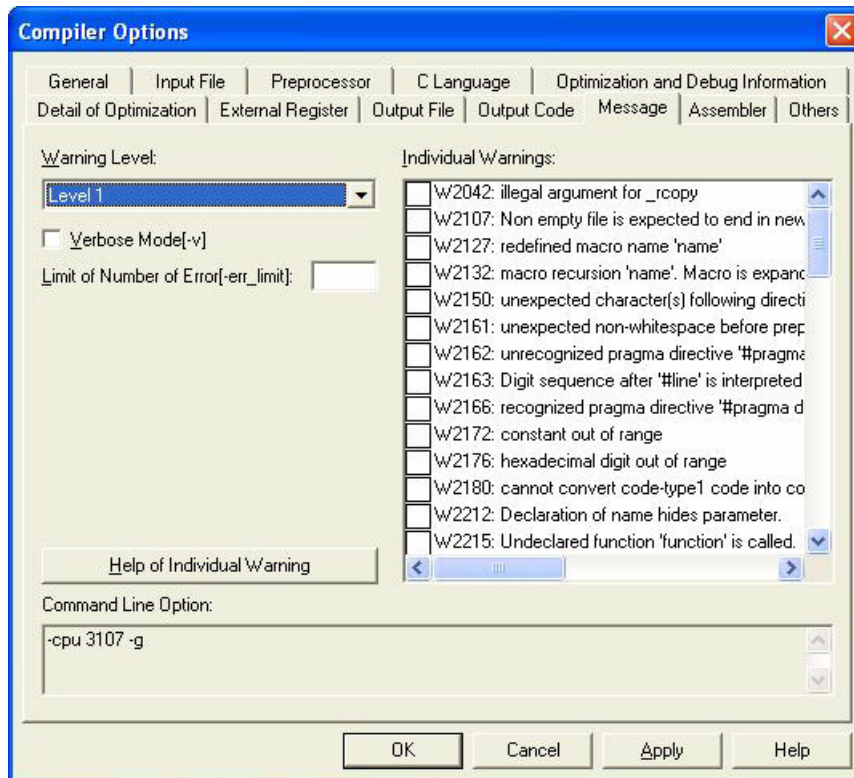 Compiler Options
General Input File Preprocessor C Language Optimization and Debug Information
Detail of Optimization External Register Output File Output Code Message Assembler Others
Warning Level:
Level 1
Verbose Mode[-v]
Limit of Number of Error[-err_limit]:
Help of Individual Warning
Individual Warnings:
W2042: illegal argument for _rcopy
W2107: Non empty file is expected to end in new
W2127: redefined macro name 'name'
W2132: macro recursion 'name'. Macro is expand
W2150: unexpected character(s) following directi
W2161: unexpected non-whitespace before prep
W2162: unrecognized pragma directive '#pragma
W2163: Digit sequence after '#line' is interpreted
W2166: recognized pragma directive '#pragma d
W2172: constant out of range
W2176: hexadecimal digit out of range
W2180: cannot convert code-type1 code into co
W2212: Declaration of name hides parameter.
W2215: Undeclared function 'function' is called.
Command Line Option:
-cpu 3107 -g
OK Cancel Apply Help